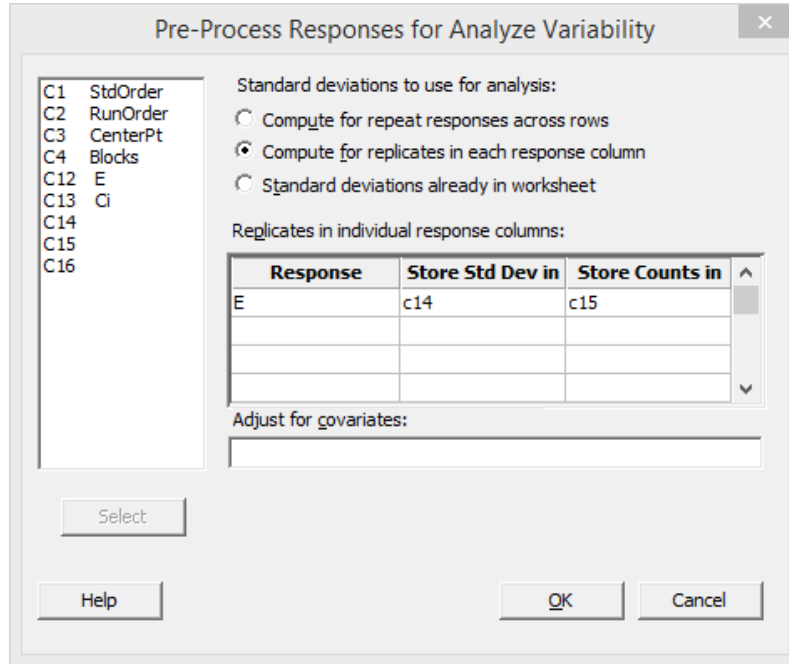 Pre-Process Responses for Analyze Variability
C1 StdOrder
C2 RunOrder
C3 CenterPt
C4 Blocks
C12 E
C13 Ci
C14
C15
C16
Standard deviations to use for analysis:
Compute for repeat responses across rows
Compute for replicates in each response column
Standard deviations already in worksheet
Replicates in individual response columns:
Response Store Std Dev in Store Counts in
E c14 c15
Adjust for covariates:
Select
Help OK Cancel